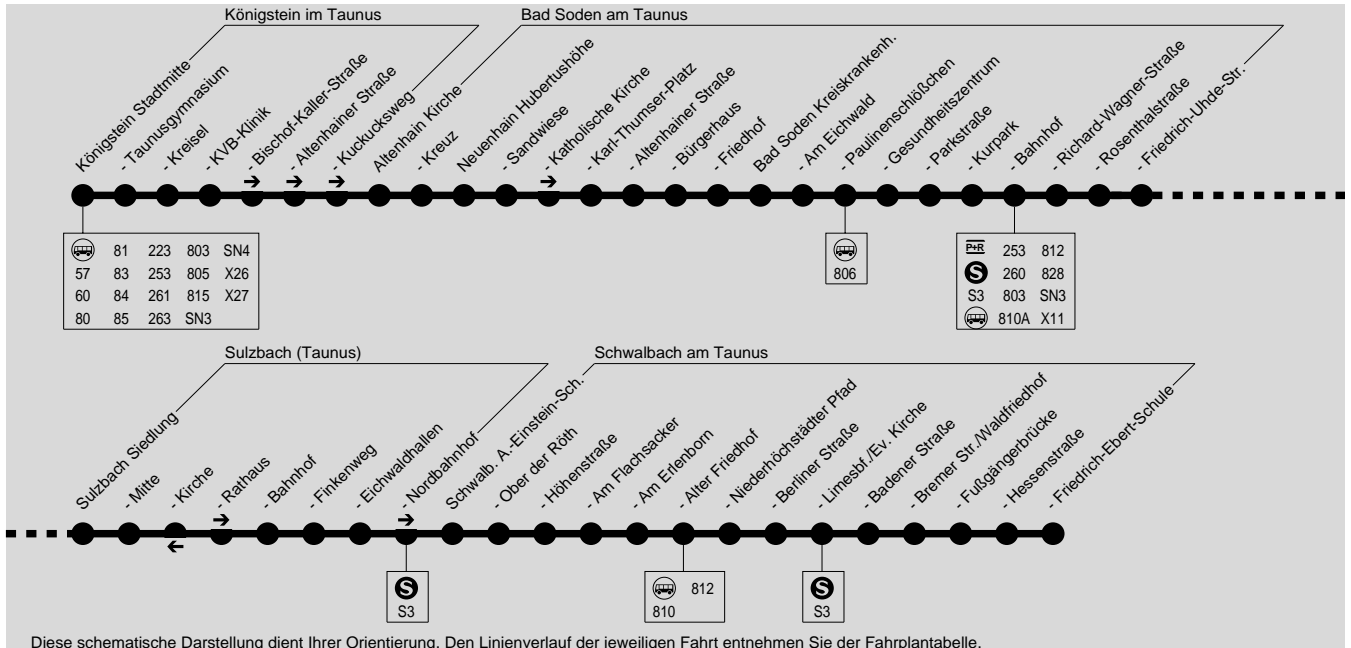 Königstein im Taunus
Bad Soden am Taunus
Königstein Stadtmitte
- Taunusgymnasium
- Kreisel
- KVB-Klinik
- Bischof-Kaller-Straße
- Altenhainer Straße
- Kuckucksweg
Altenhain Kirche
- Kreuz
Neuenhain Hubertushöhe
- Sandwiese
- Katholische Kirche
- Karl-Thumser-Platz
- Altenhainer Straße
- Bürgerhaus
- Friedhof
Bad Soden Kreiskrankenh.
- Am Eichwald
- Paulinenschlößchen
- Gesundheitszentrum
- Parkstraße
- Kurpark
- Bahnhof
- Richard-Wagner-Straße
- Rosenthalstraße
- Friedrich-Uhde-Str.
→ → → →
81 223 803 SN4
57 83 253 805 X26
60 84 261 815 X27
80 85 263 SN3
806
P+R 253 812
S 260 828
S3 803 SN3
810A X11
Sulzbach (Taunus)
Schwalbach am Taunus
Sulzbach Siedlung
- Mitte
- Kirche
- Rathaus
- Bahnhof
- Finkenweg
- Eichwaldhallen
- Nordbahnhof
Schwalb. A.-Einstein-Sch.
- Ober der Röth
- Höhenstraße
- Am Flachsacker
- Am Erlenborn
- Alter Friedhof
- Niederhöchstädter Pfad
- Berliner Straße
- Limesbf./Ev. Kirche
- Badener Straße
- Bremer Str./Waldfriedhof
- Fußgängerbrücke
- Hessenstraße
- Friedrich-Ebert-Schule
→ →
←
S
S3
812
810
S
S3
Diese schematische Darstellung dient Ihrer Orientierung. Den Linienverlauf der jeweiligen Fahrt entnehmen Sie der Fahrplantabelle.